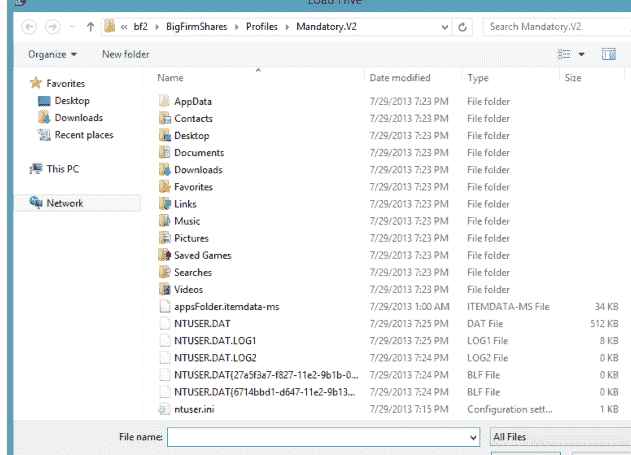 Load Hive
« bf2 ▸ BigFirmShares ▸ Profiles ▸ Mandatory.V2
Search Mandatory.V2
Organize
New folder
Name Date modified Type Size
Favorites
Desktop
Downloads
Recent places
This PC
Network
AppData 7/29/2013 7:23 PM File folder
Contacts 7/29/2013 7:23 PM File folder
Desktop 7/29/2013 7:23 PM File folder
Documents 7/29/2013 7:23 PM File folder
Downloads 7/29/2013 7:23 PM File folder
Favorites 7/29/2013 7:23 PM File folder
Links 7/29/2013 7:23 PM File folder
Music 7/29/2013 7:23 PM File folder
Pictures 7/29/2013 7:23 PM File folder
Saved Games 7/29/2013 7:23 PM File folder
Searches 7/29/2013 7:23 PM File folder
Videos 7/29/2013 7:23 PM File folder
appsFolder.itemdata-ms 7/29/2013 1:00 AM ITEMDATA-MS File 34 KB
NTUSER.DAT 7/29/2013 7:25 PM DAT File 512 KB
NTUSER.DAT.LOG1 7/29/2013 7:25 PM LOG1 File 8 KB
NTUSER.DAT.LOG2 7/29/2013 7:24 PM LOG2 File 0 KB
NTUSER.DAT{27a5f3a7-f827-11e2-9b1b-0... 7/29/2013 7:24 PM BLF File 0 KB
NTUSER.DAT{6714bbd1-d647-11e2-9b13... 7/29/2013 7:24 PM BLF File 0 KB
ntuser.ini 7/29/2013 7:15 PM Configuration sett... 1 KB
File name:
All Files